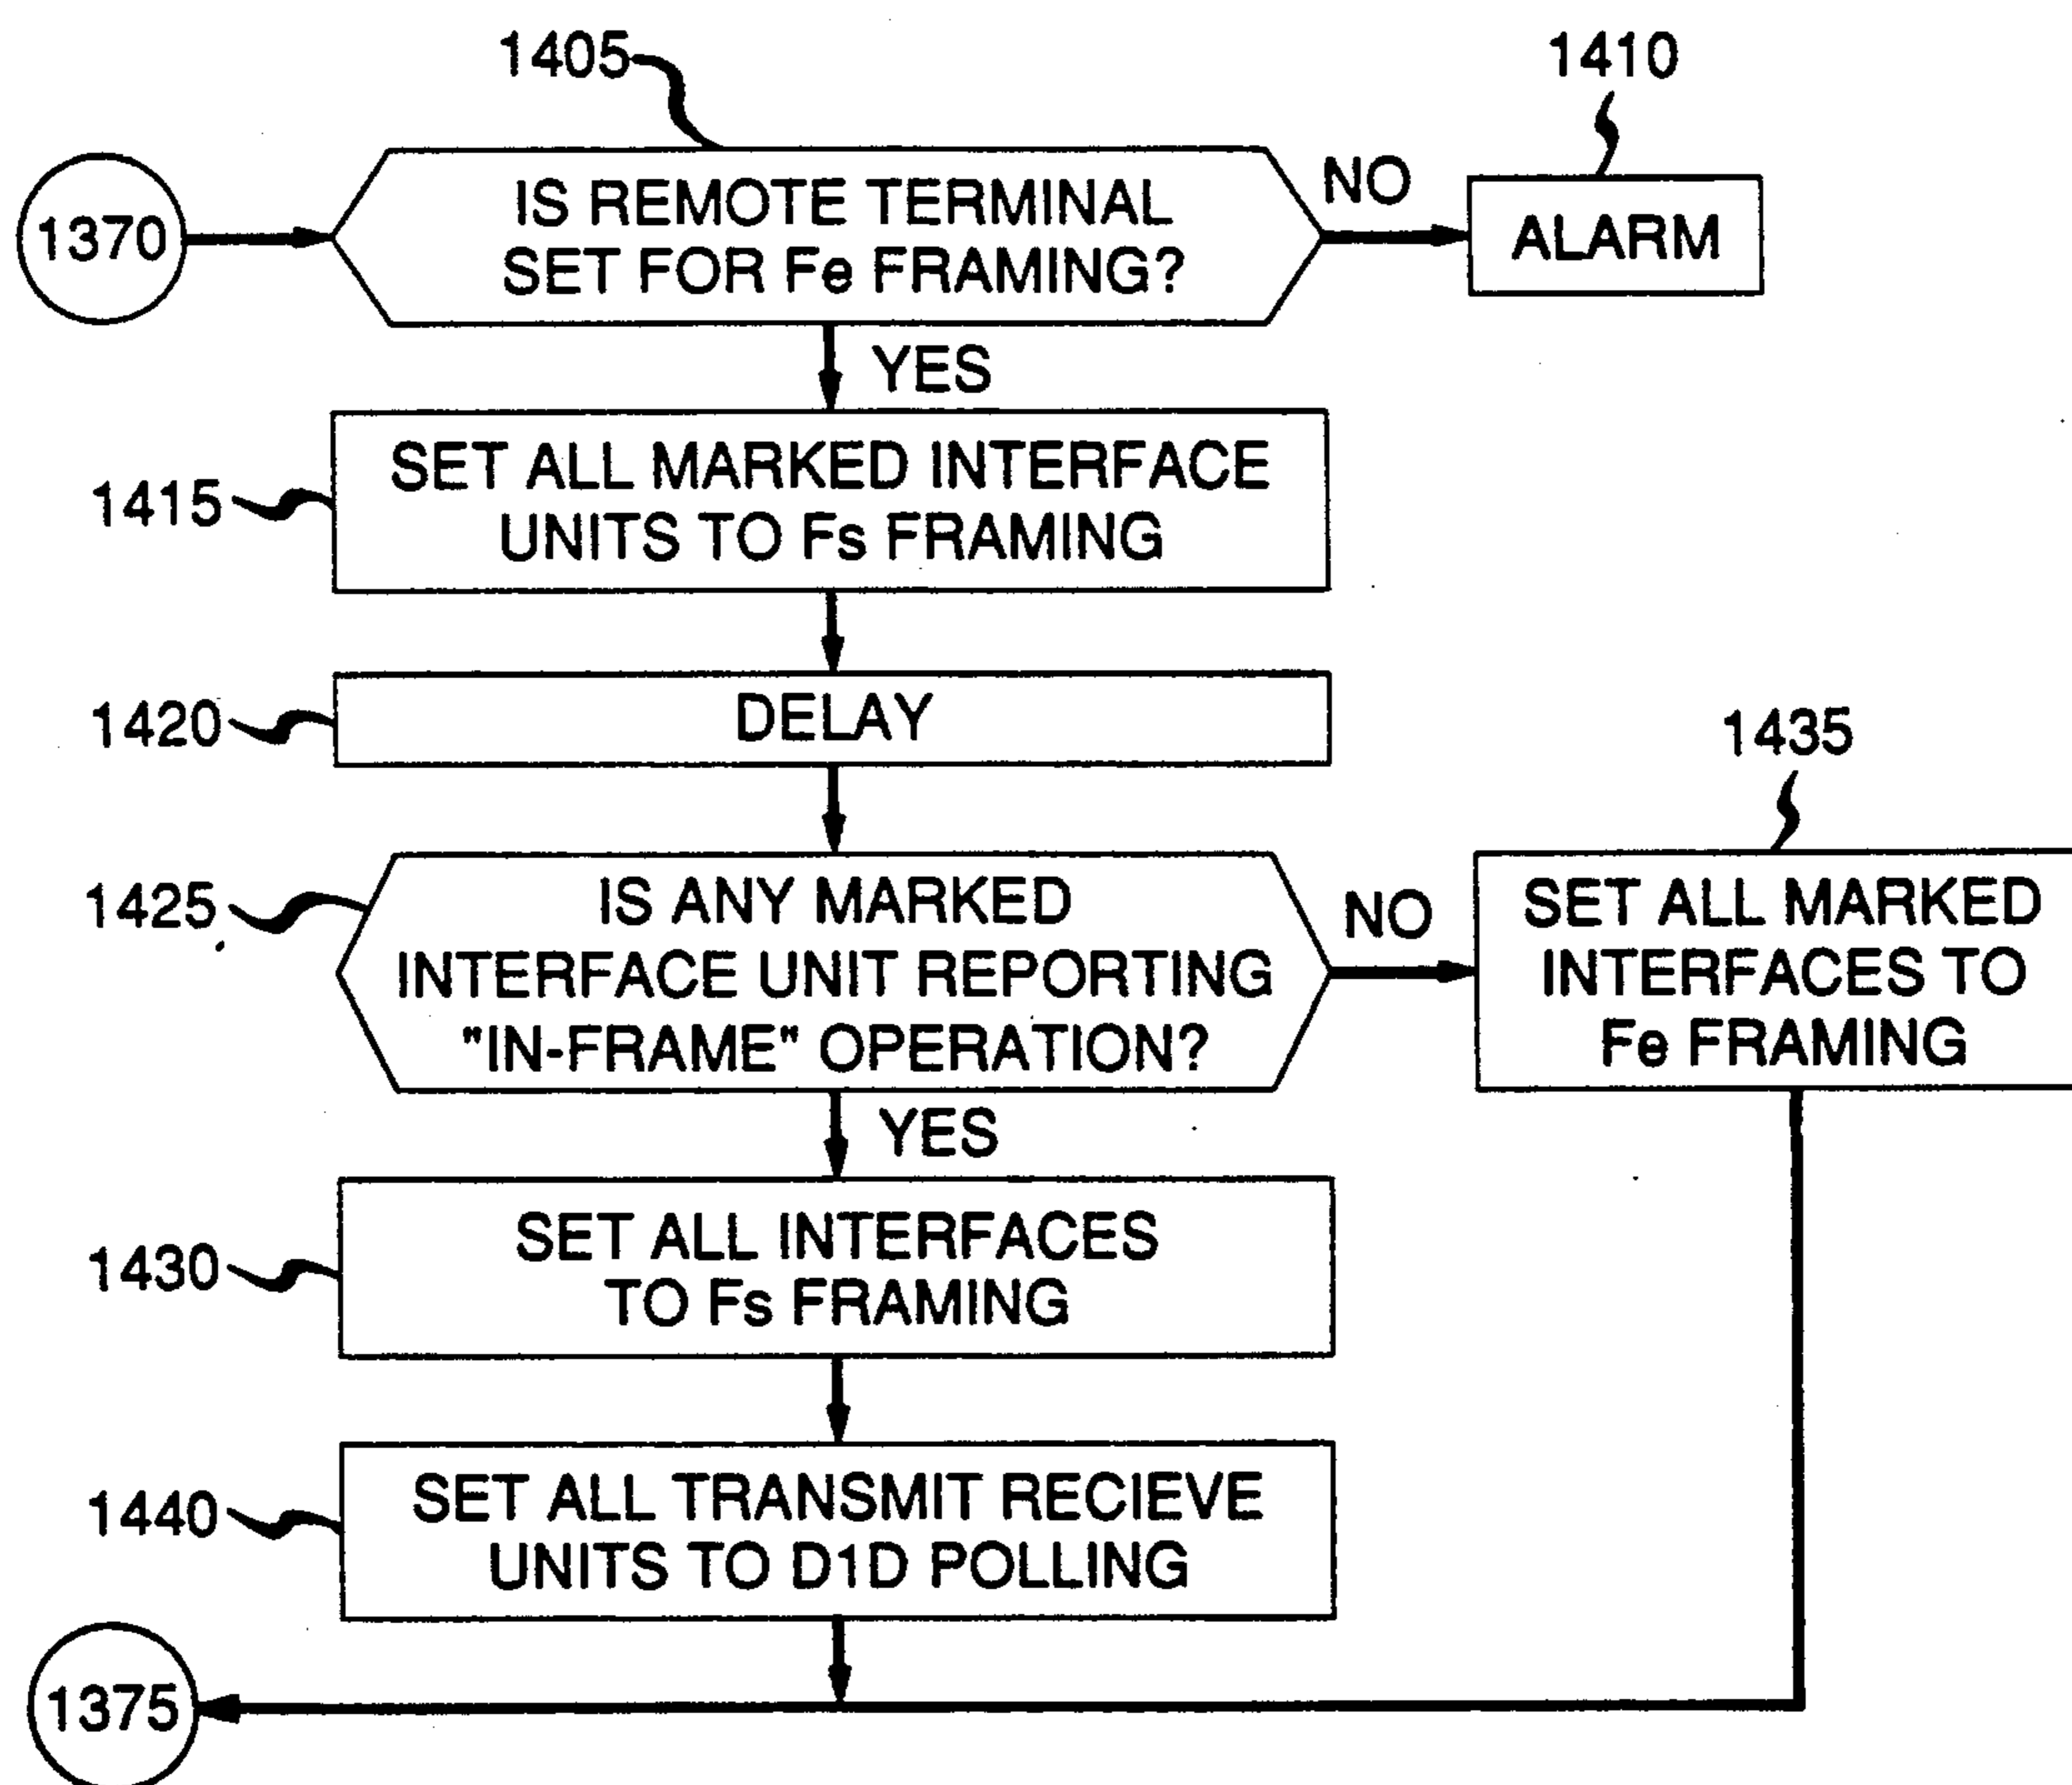 1405
1410
1370
IS REMOTE TERMINAL
SET FOR Fe FRAMING?
NO
ALARM
YES
1415
SET ALL MARKED INTERFACE
UNITS TO Fs FRAMING
1420
DELAY
1435
1425
IS ANY MARKED
INTERFACE UNIT REPORTING
"IN-FRAME" OPERATION?
NO
SET ALL MARKED
INTERFACES TO
Fe FRAMING
YES
1430
SET ALL INTERFACES
TO Fs FRAMING
1440
SET ALL TRANSMIT RECIEVE
UNITS TO D1D POLLING
1375